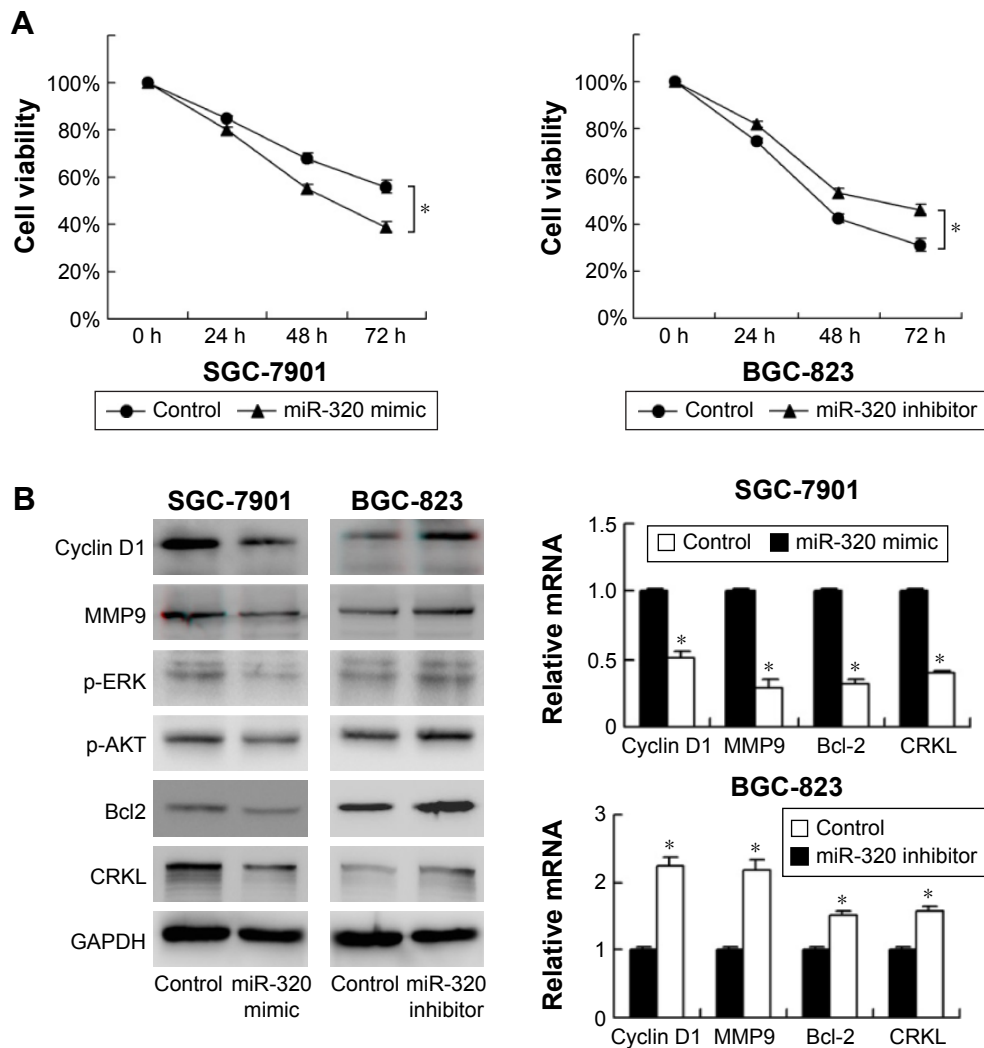 A
Cell viability
100%
80%
60%
40%
20%
0%
*
0 h 24 h 48 h 72 h
SGC-7901
Control miR-320 mimic
Cell viability
100%
80%
60%
40%
20%
0%
*
0 h 24 h 48 h 72 h
BGC-823
Control miR-320 inhibitor
B
SGC-7901 BGC-823
Cyclin D1
MMP9
p-ERK
p-AKT
Bcl2
CRKL
GAPDH
Control miR-320 mimic
Control miR-320 inhibitor
SGC-7901
Relative mRNA
1.5
1.0
0.5
0
Control miR-320 mimic
* * * *
Cyclin D1 MMP9 Bcl-2 CRKL
BGC-823
Relative mRNA
3
2
1
0
Control
miR-320 inhibitor
* * * *
Cyclin D1 MMP9 Bcl-2 CRKL